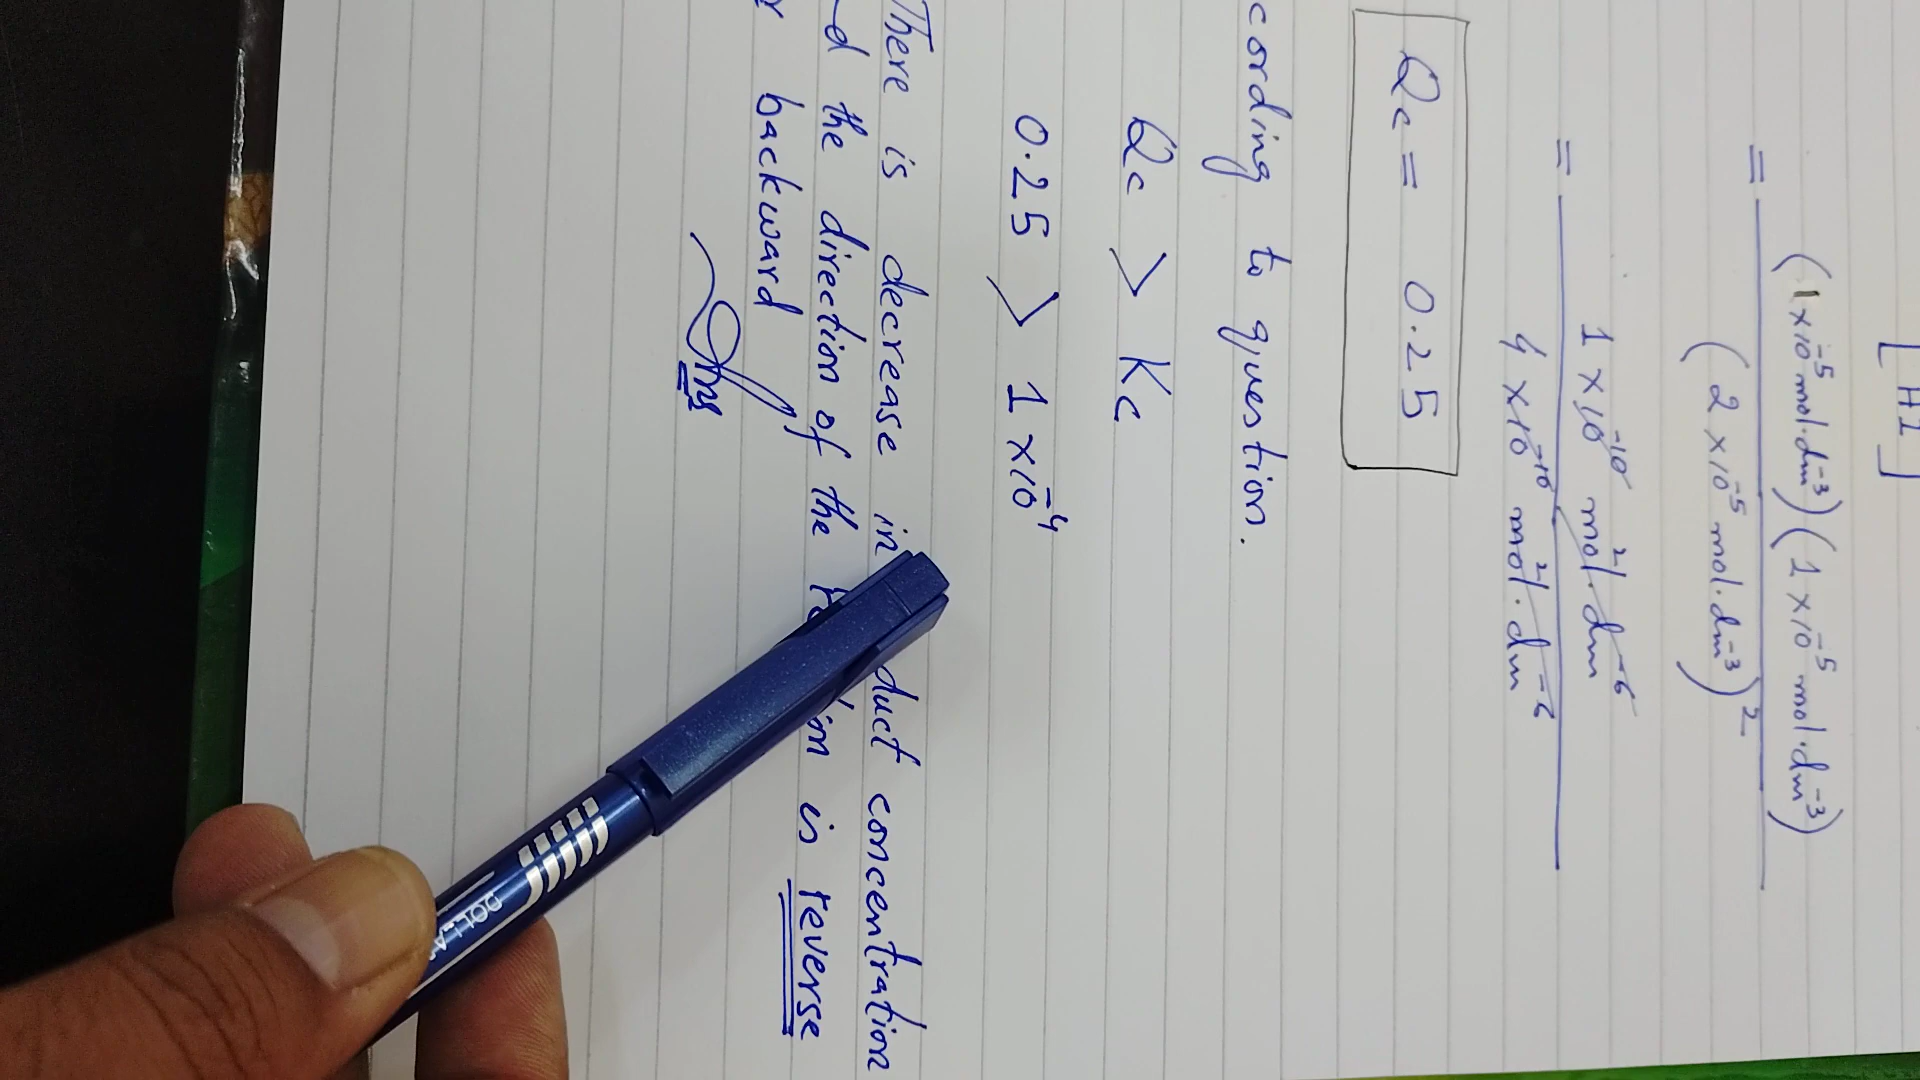 [HI]
= (1×10⁻⁵ mol.dm⁻³)(1×10⁻⁵ mol.dm⁻³)
(2×10⁻⁵ mol.dm⁻³)²
= 1×10⁻¹⁰ mol².dm⁻⁶
4×10⁻¹⁰ mol².dm⁻⁶
Qc = 0.25
cording to question.
Qc > Kc
0.25 > 1×10⁻⁴
There is decrease in duct concentration
d the direction of the is reverse
backward
Ans